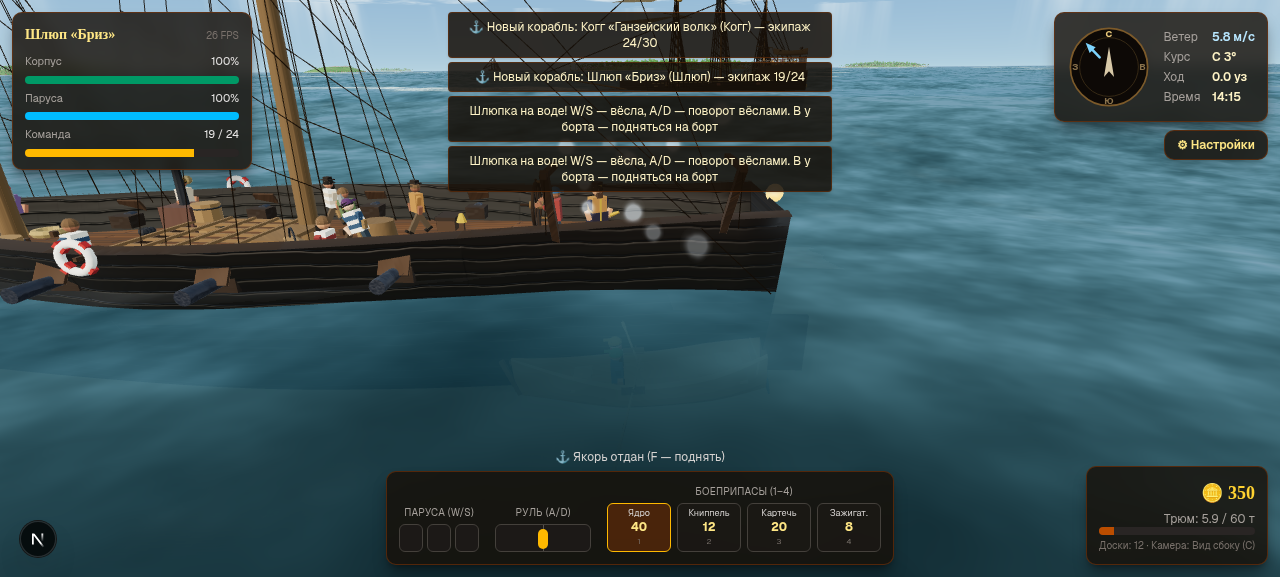 Шлюп «Бриз»
26 FPS
Корпус 100%
Паруса 100%
Команда 19 / 24
⚓ Новый корабль: Когг «Ганзейский волк» (Когг) — экипаж
24/30
⚓ Новый корабль: Шлюп «Бриз» (Шлюп) — экипаж 19/24
Шлюпка на воде! W/S — вёсла, A/D — поворот вёслами. В у
борта — подняться на борт
Шлюпка на воде! W/S — вёсла, A/D — поворот вёслами. В у
борта — подняться на борт
С
З
В
Ю
Ветер 5.8 м/с
Курс С 3°
Ход 0.0 уз
Время 14:15
⚙ Настройки
⚓ Якорь отдан (F — поднять)
ПАРУСА (W/S)
РУЛЬ (A/D)
БОЕПРИПАСЫ (1–4)
Ядро
40
1
Книппель
12
2
Картечь
20
3
Зажигат.
8
4
350
Трюм: 5.9 / 60 т
Доски: 12 · Камера: Вид сбоку (C)
N